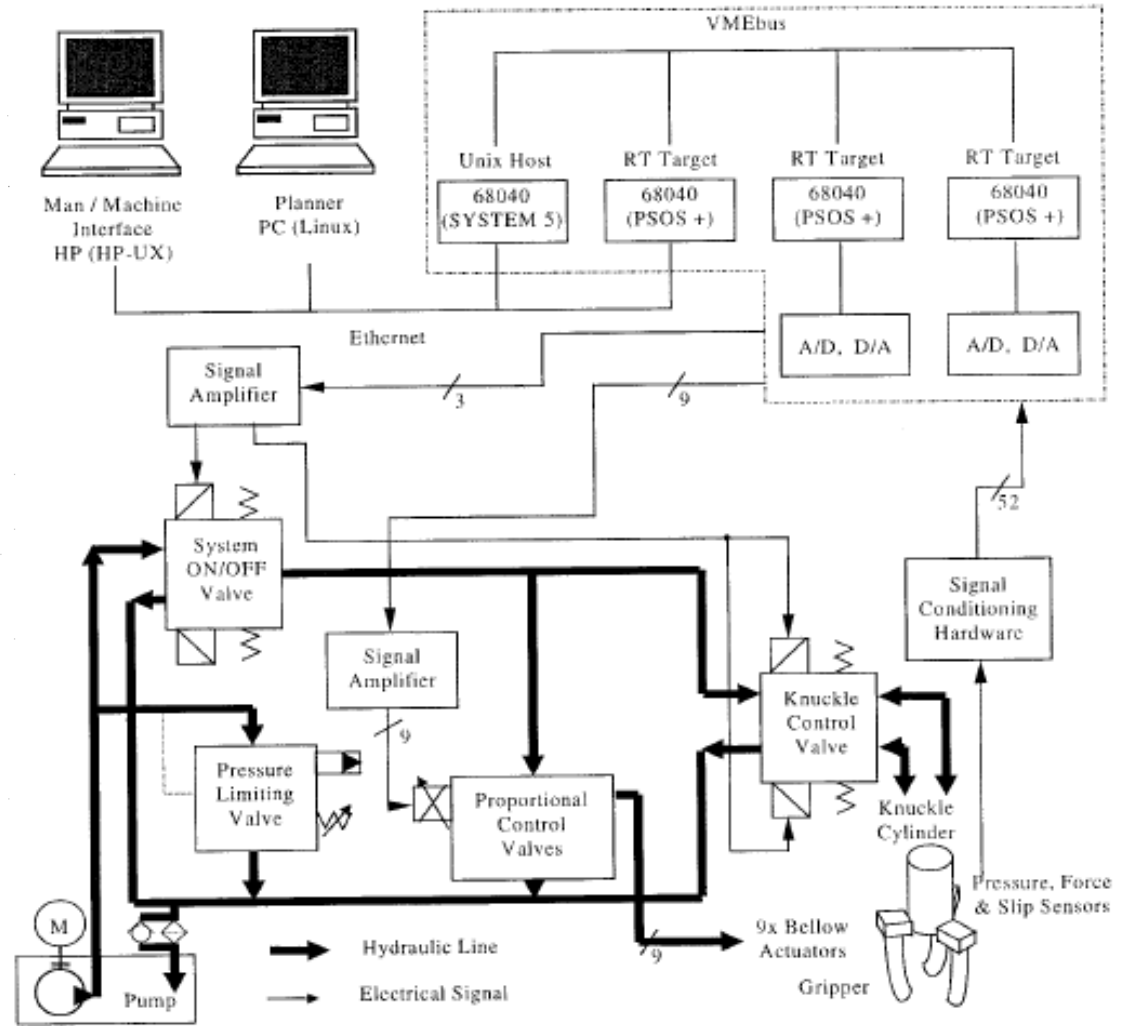 VMEbus
Unix Host
RT Target
RT Target
RT Target
68040
(SYSTEM 5)
68040
(PSOS +)
68040
(PSOS +)
68040
(PSOS +)
Man / Machine
Interface
HP (HP-UX)
Planner
PC (Linux)
Ethernet
A/D, D/A
A/D, D/A
Signal
Amplifier
3
9
52
System
ON/OFF
Valve
Signal
Amplifier
9
Signal
Conditioning
Hardware
Pressure
Limiting
Valve
Proportional
Control
Valves
Knuckle
Control
Valve
Knuckle
Cylinder
Pressure, Force
& Slip Sensors
M
Pump
Hydraulic Line
Electrical Signal
9
9x Bellow
Actuators
Gripper